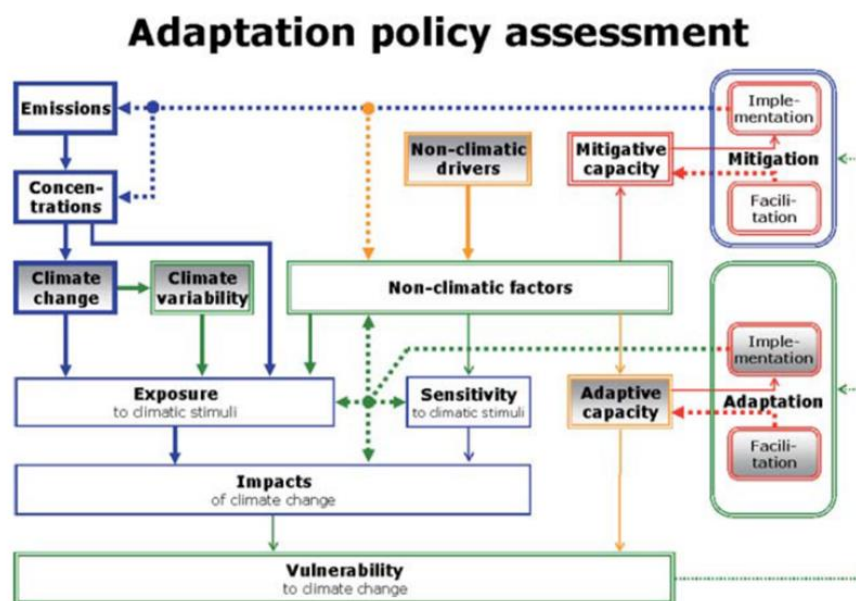 Adaptation policy assessment
Emissions
Imple-
mentation
Non-climatic
drivers
Mitigative
capacity
Mitigation
Concen-
trations
Facili-
tation
Climate
change
Climate
variability
Non-climatic factors
Imple-
mentation
Exposure
to climatic stimuli
Sensitivity
to climatic stimuli
Adaptive
capacity
Adaptation
Facili-
tation
Impacts
of climate change
Vulnerability
to climate change